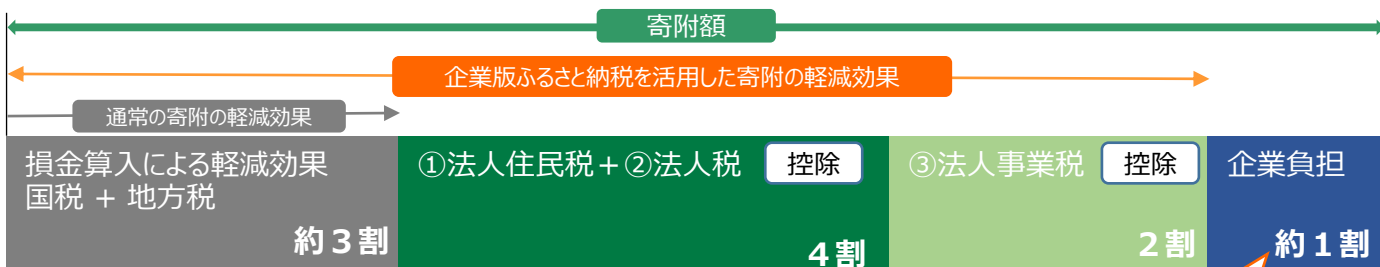 寄附額
企業版ふるさと納税を活用した寄附の軽減効果
通常の寄附の軽減効果
損金算入による軽減効果
国税 + 地方税
約3割
①法人住民税+②法人税 控除
4割
③法人事業税 控除
2割
企業負担
約1割